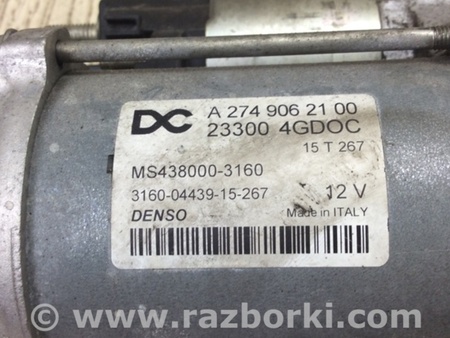 DC A 274 906 21 00
23300 4GDOC
15 T 267
MS438000-3160
3160-04439-15-267 12 V
DENSO Made in ITALY
www.razborki.com